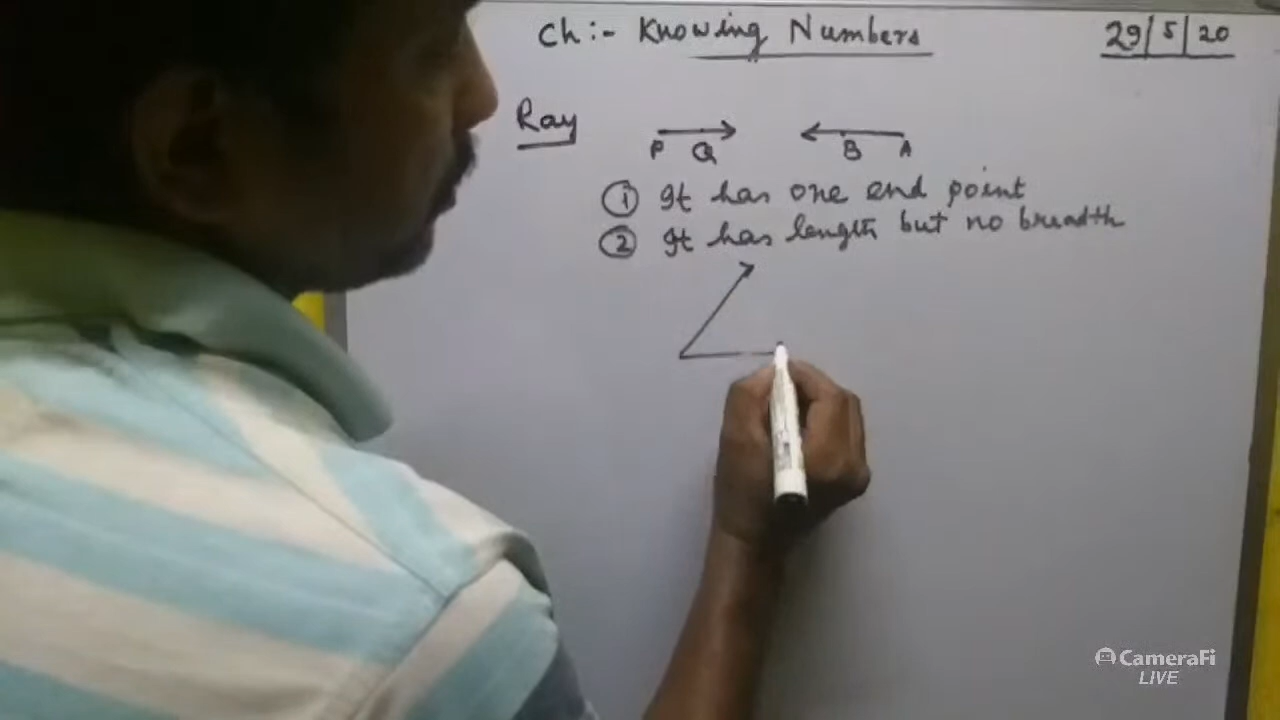 Ch:- Knowing Numbers 29/5/20
Ray
P Q B A
① It has one end point
② It has length but no breadth
CameraFi
LIVE